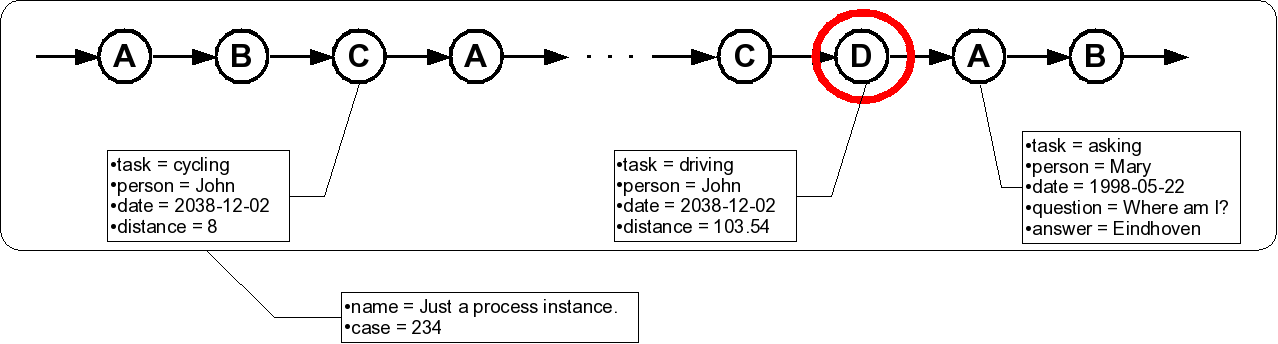 A B C A . . . C D A B
•task = cycling
•person = John
•date = 2038-12-02
•distance = 8
•task = driving
•person = John
•date = 2038-12-02
•distance = 103.54
•task = asking
•person = Mary
•date = 1998-05-22
•question = Where am I?
•answer = Eindhoven
•name = Just a process instance.
•case = 234